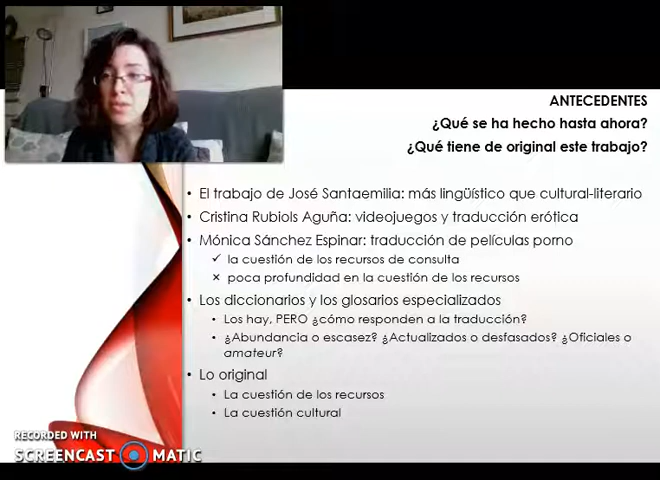 ANTECEDENTES
¿Qué se ha hecho hasta ahora?
¿Qué tiene de original este trabajo?
• El trabajo de José Santaemilia: más lingüístico que cultural-literario
• Cristina Rubiols Aguña: videojuegos y traducción erótica
• Mónica Sánchez Espinar: traducción de películas porno
✓ la cuestión de los recursos de consulta
× poca profundidad en la cuestión de los recursos
• Los diccionarios y los glosarios especializados
• Los hay, PERO ¿cómo responden a la traducción?
• ¿Abundancia o escasez? ¿Actualizados o desfasados? ¿Oficiales o
amateur?
• Lo original
• La cuestión de los recursos
• La cuestión cultural
RECORDED WITH
SCREENCAST MATIC